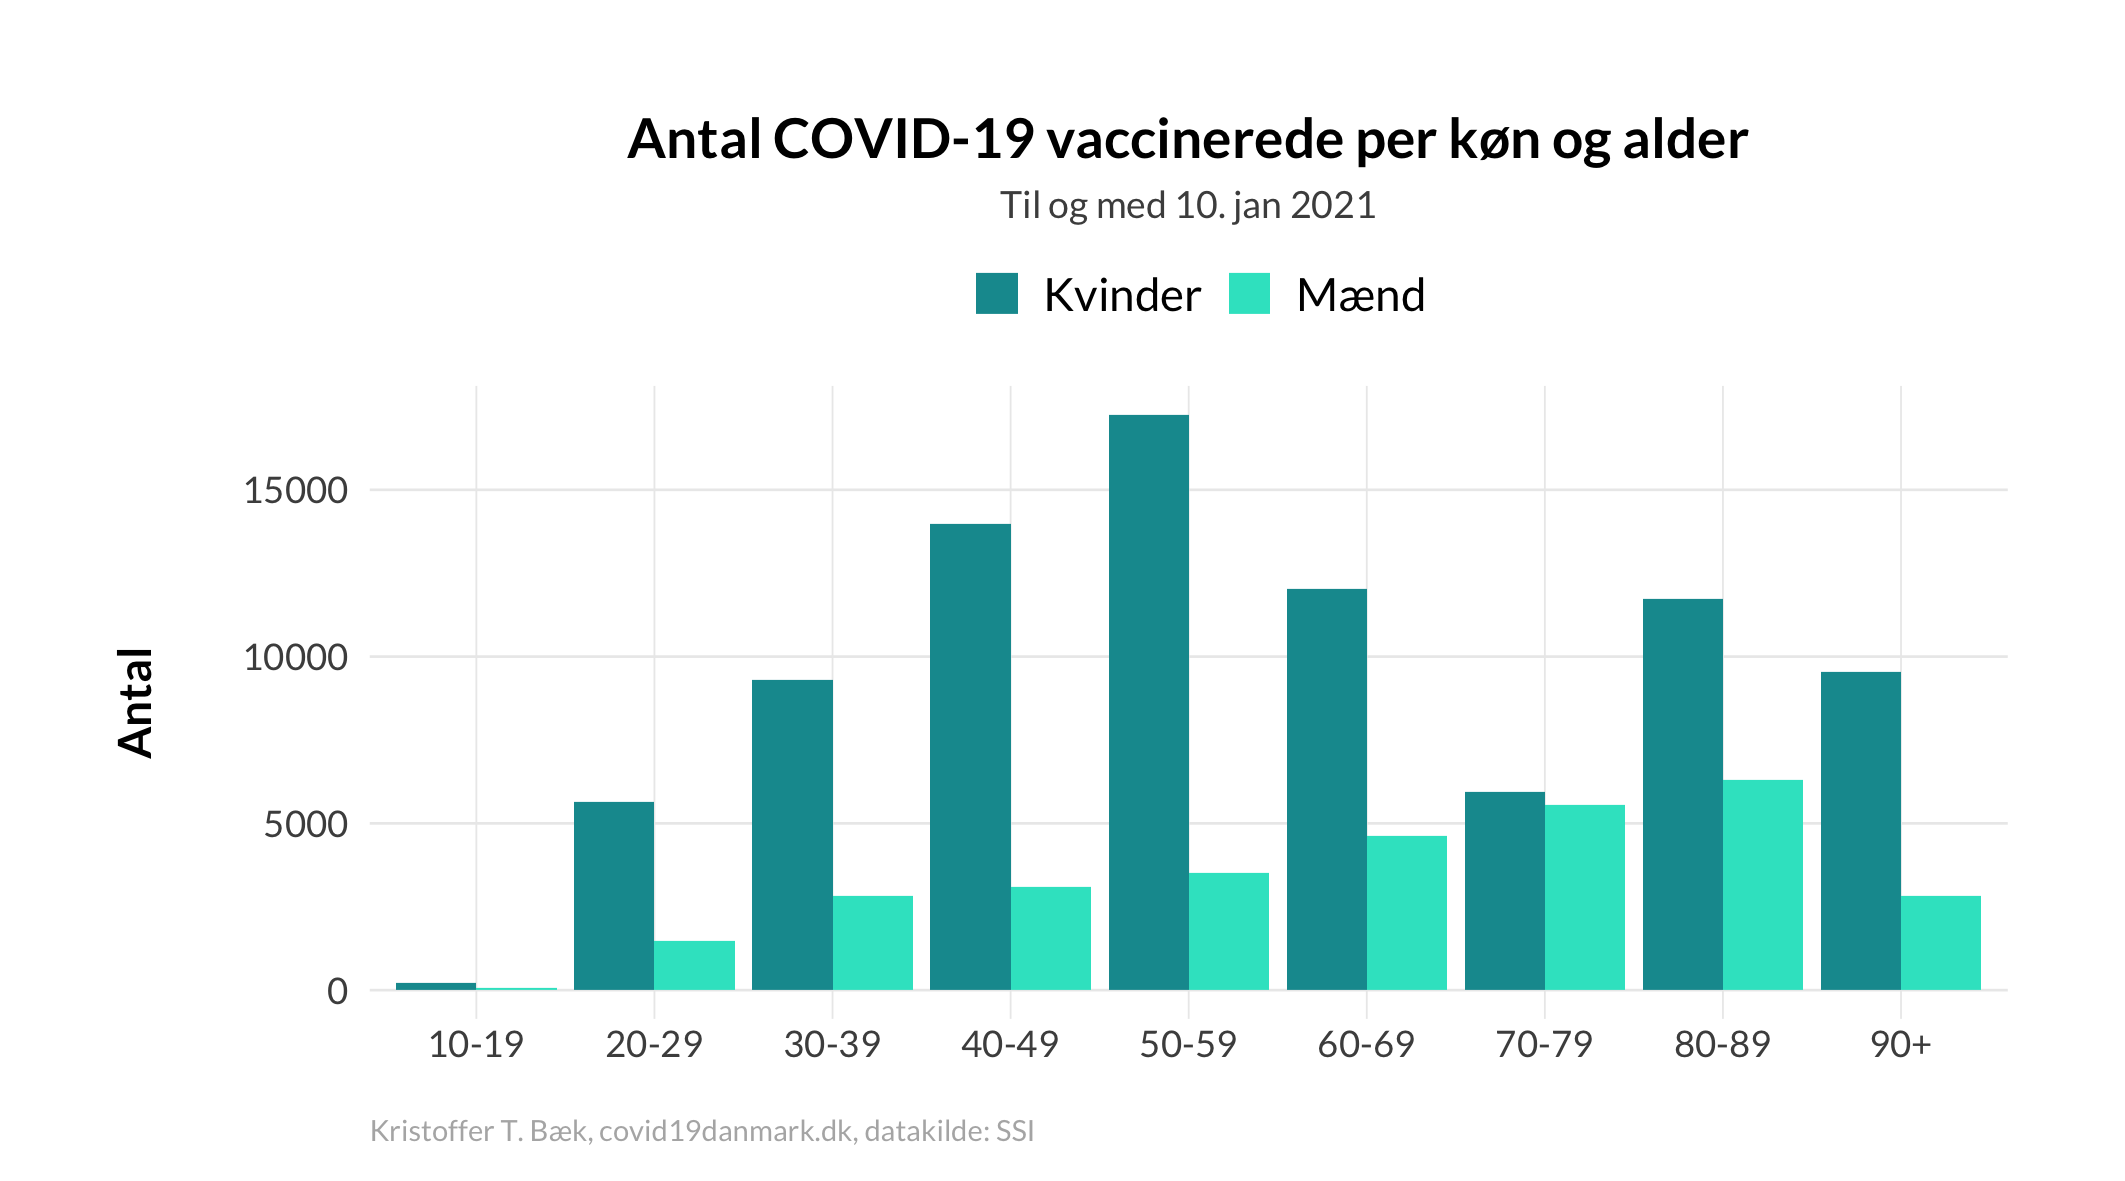 Antal COVID-19 vaccinerede per køn og alder
Til og med 10. jan 2021
Kvinder Mænd
Antal
15000
10000
5000
0
10-19 20-29 30-39 40-49 50-59 60-69 70-79 80-89 90+
Kristoffer T. Bæk, covid19danmark.dk, datakilde: SSI